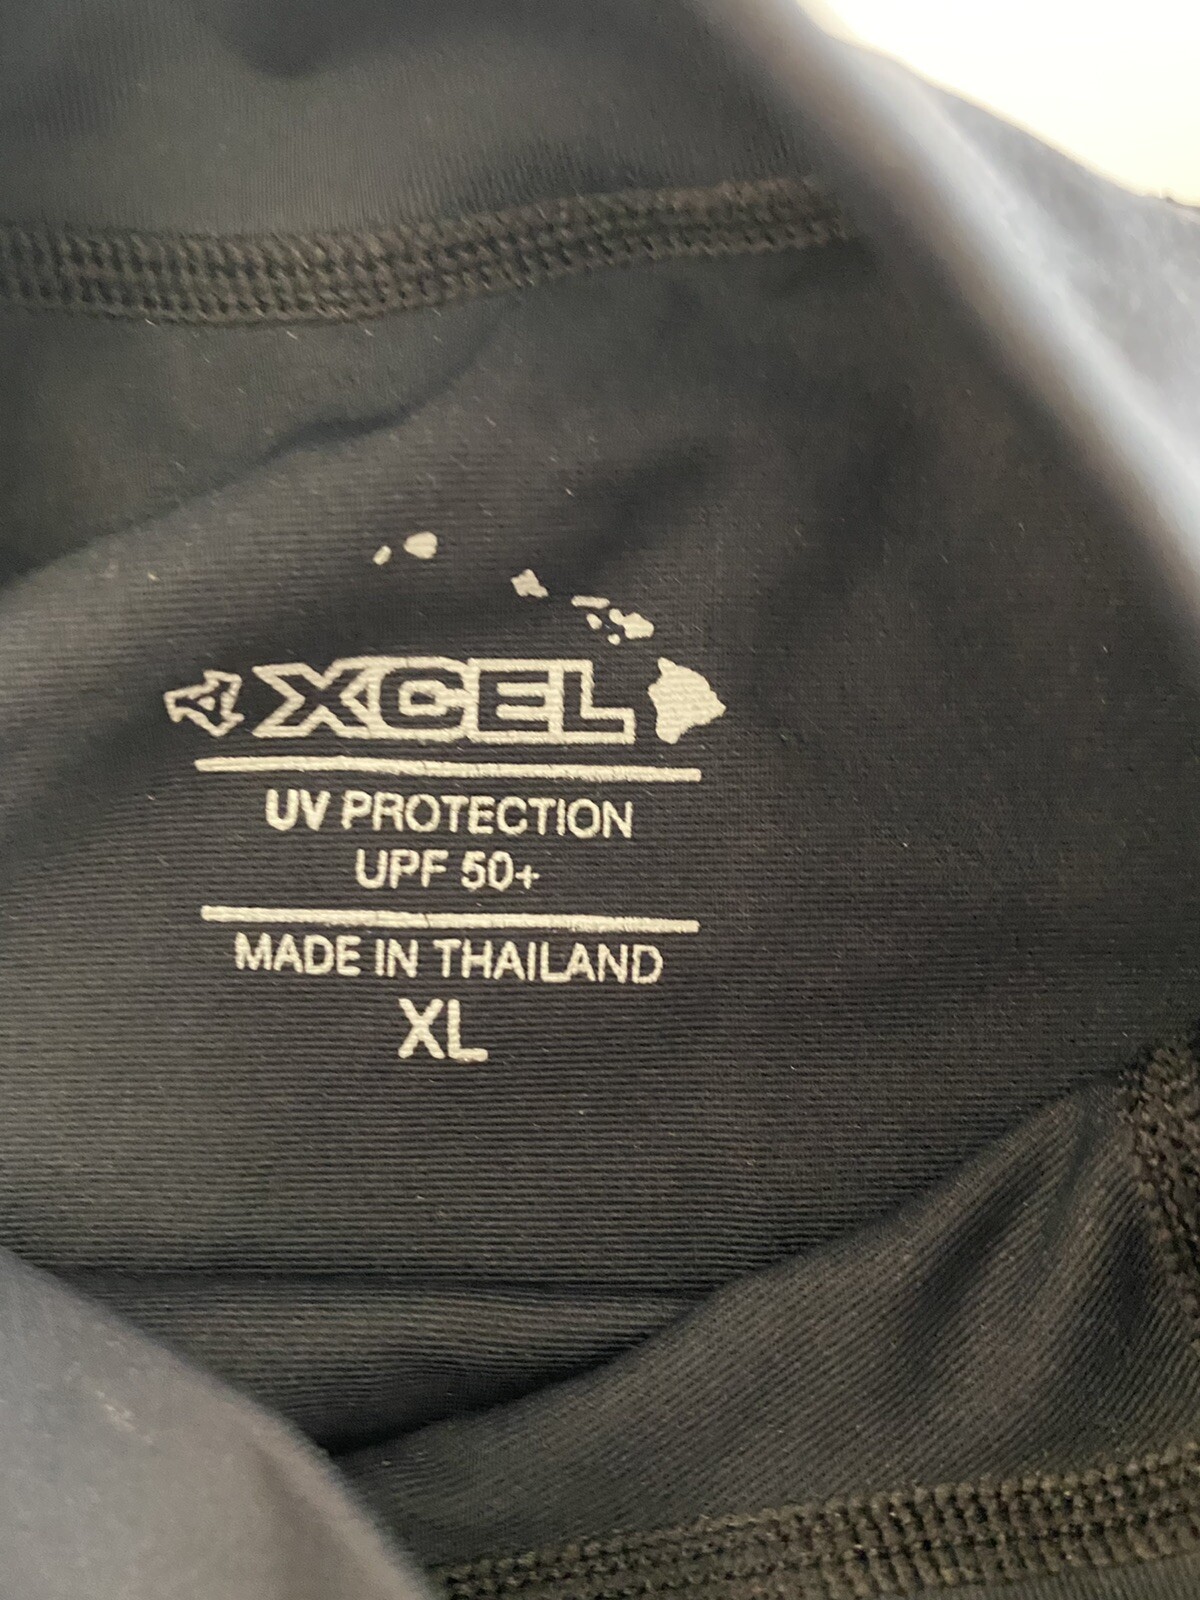 XCEL
UV PROTECTION
UPF 50+
MADE IN THAILAND
XL